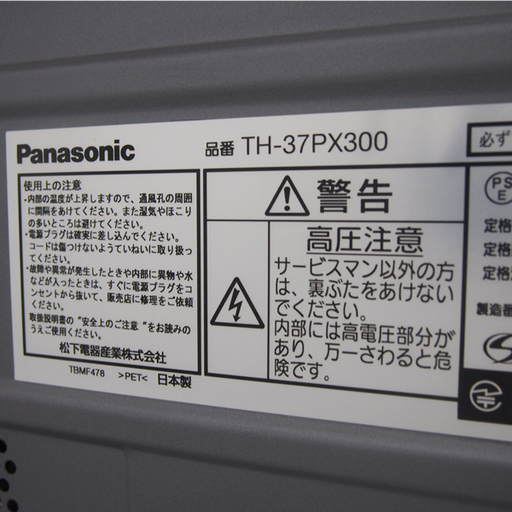 Panasonic
品番 TH-37PX300
使用上の注意
・内部の温度が上昇しますので、通風孔の周囲
に間隔をあけてください。また湿気やほこり
の多いところは避けてください。
・電源プラグは確実に差し込んでください。
コードは傷つけないようていねいに取り扱っ
てください。
・故障や異常が発生したときや内部に異物や水
などが入ったときは、すぐに電源プラグをコ
ンセントから抜いて、販売店に修理をご依頼
ください。
取扱説明書の"安全上のご注意"をお読みの
うえご使用ください。
松下電器産業株式会社
TBMF478 >PET< 日本製
警告
高圧注意
サービスマン以外の方
は、裏ぶたをあけない
でください。
内部には高電圧部分が
あり、万一さわると危
険です。
必ず
PS
E
定格
定格
定格
製造番